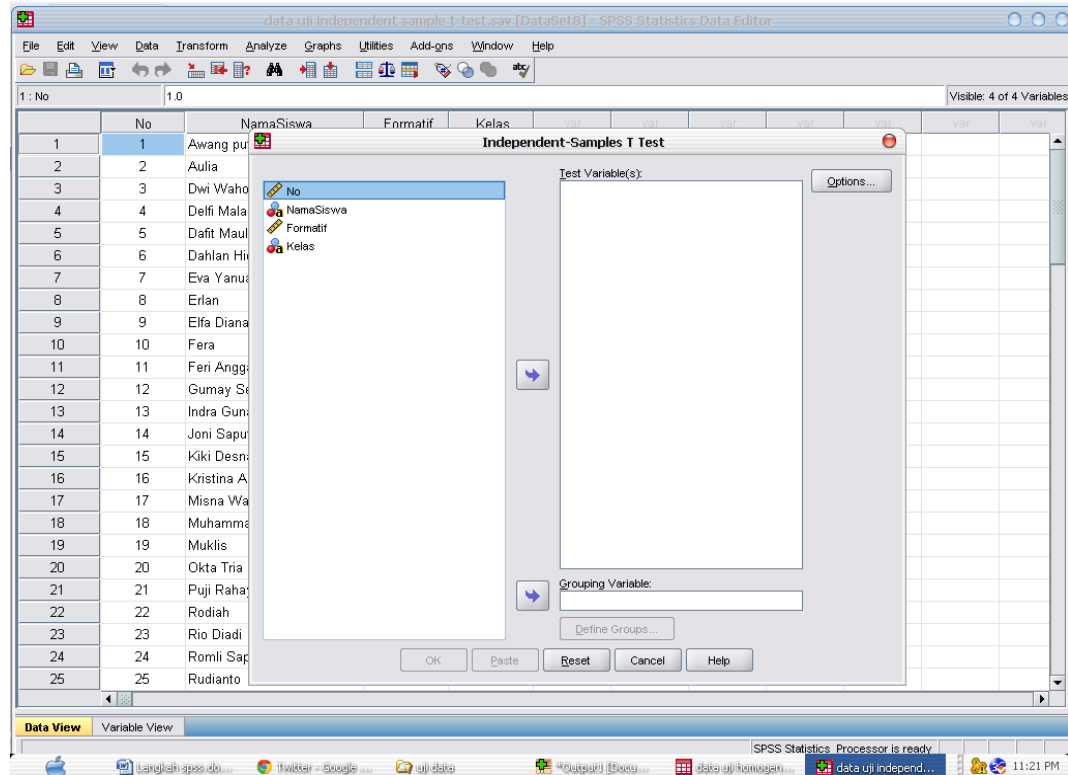 data uji independent sample t-test.sav [DataSet8] - SPSS Statistics Data Editor
File Edit View Data Transform Analyze Graphs Utilities Add-ons Window Help
1 : No 1.0 Visible: 4 of 4 Variables
No NamaSiswa Formatif Kelas var var var var var var var
Independent-Samples T Test
Test Variable(s):
Options...
No
NamaSiswa
Formatif
Kelas
Grouping Variable:
Define Groups...
OK Paste Reset Cancel Help
1 1 Awang pu
2 2 Aulia
3 3 Dwi Waho
4 4 Delfi Mala
5 5 Dafit Maul
6 6 Dahlan Hi
7 7 Eva Yanua
8 8 Erlan
9 9 Elfa Diana
10 10 Fera
11 11 Feri Angg
12 12 Gumay Se
13 13 Indra Guna
14 14 Joni Sapu
15 15 Kiki Desn
16 16 Kristina A
17 17 Misna Wa
18 18 Muhamma
19 19 Muklis
20 20 Okta Tria
21 21 Puji Raha
22 22 Rodiah
23 23 Rio Diadi
24 24 Romli Sap
25 25 Rudianto
Data View Variable View
SPSS Statistics Processor is ready
Langkah spss.do... Twitter - Google ... uji data *Output1 [Docu... data uji homogen... data uji independ... 11:21 PM